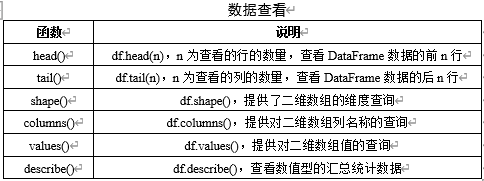 数据查看
函数 说明
head() df.head(n)，n 为查看的行的数量，查看 DataFrame 数据的前 n 行
tail() df.tail(n)，n 为查看的列的数量，查看 DataFrame 数据的后 n 行
shape() df.shape()，提供了二维数组的维度查询
columns() df.columns()，提供对二维数组列名称的查询
values() df.values()，提供对二维数组值的查询
describe() df.describe()，查看数值型的汇总统计数据